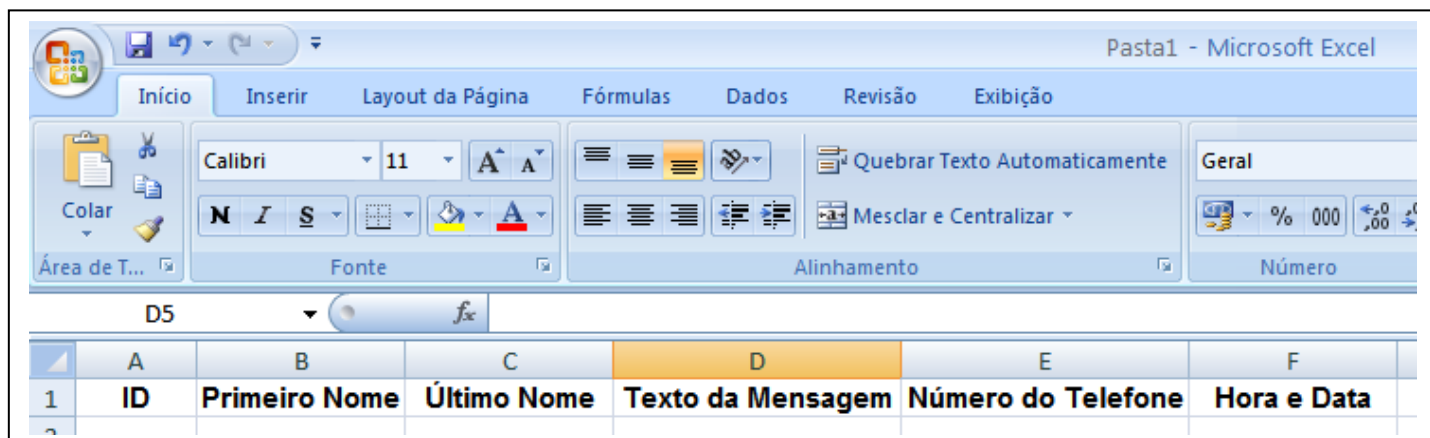 Pasta1 - Microsoft Excel
Início Inserir Layout da Página Fórmulas Dados Revisão Exibição
Calibri 11 A A Quebrar Texto Automaticamente Geral
Colar N I S A Mesclar e Centralizar % 000 ,0 ,00
Área de T... Fonte Alinhamento Número
D5 fx
A B C D E F
1 ID Primeiro Nome Último Nome Texto da Mensagem Número do Telefone Hora e Data